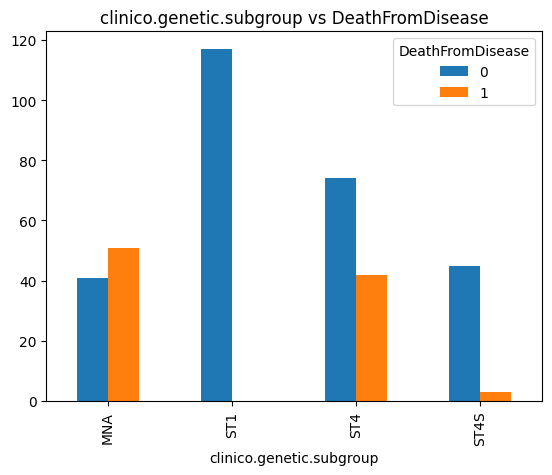 clinico.genetic.subgroup vs DeathFromDisease
DeathFromDisease
0
1
120
100
80
60
40
20
0
MNA
ST1
ST4
ST4S
clinico.genetic.subgroup